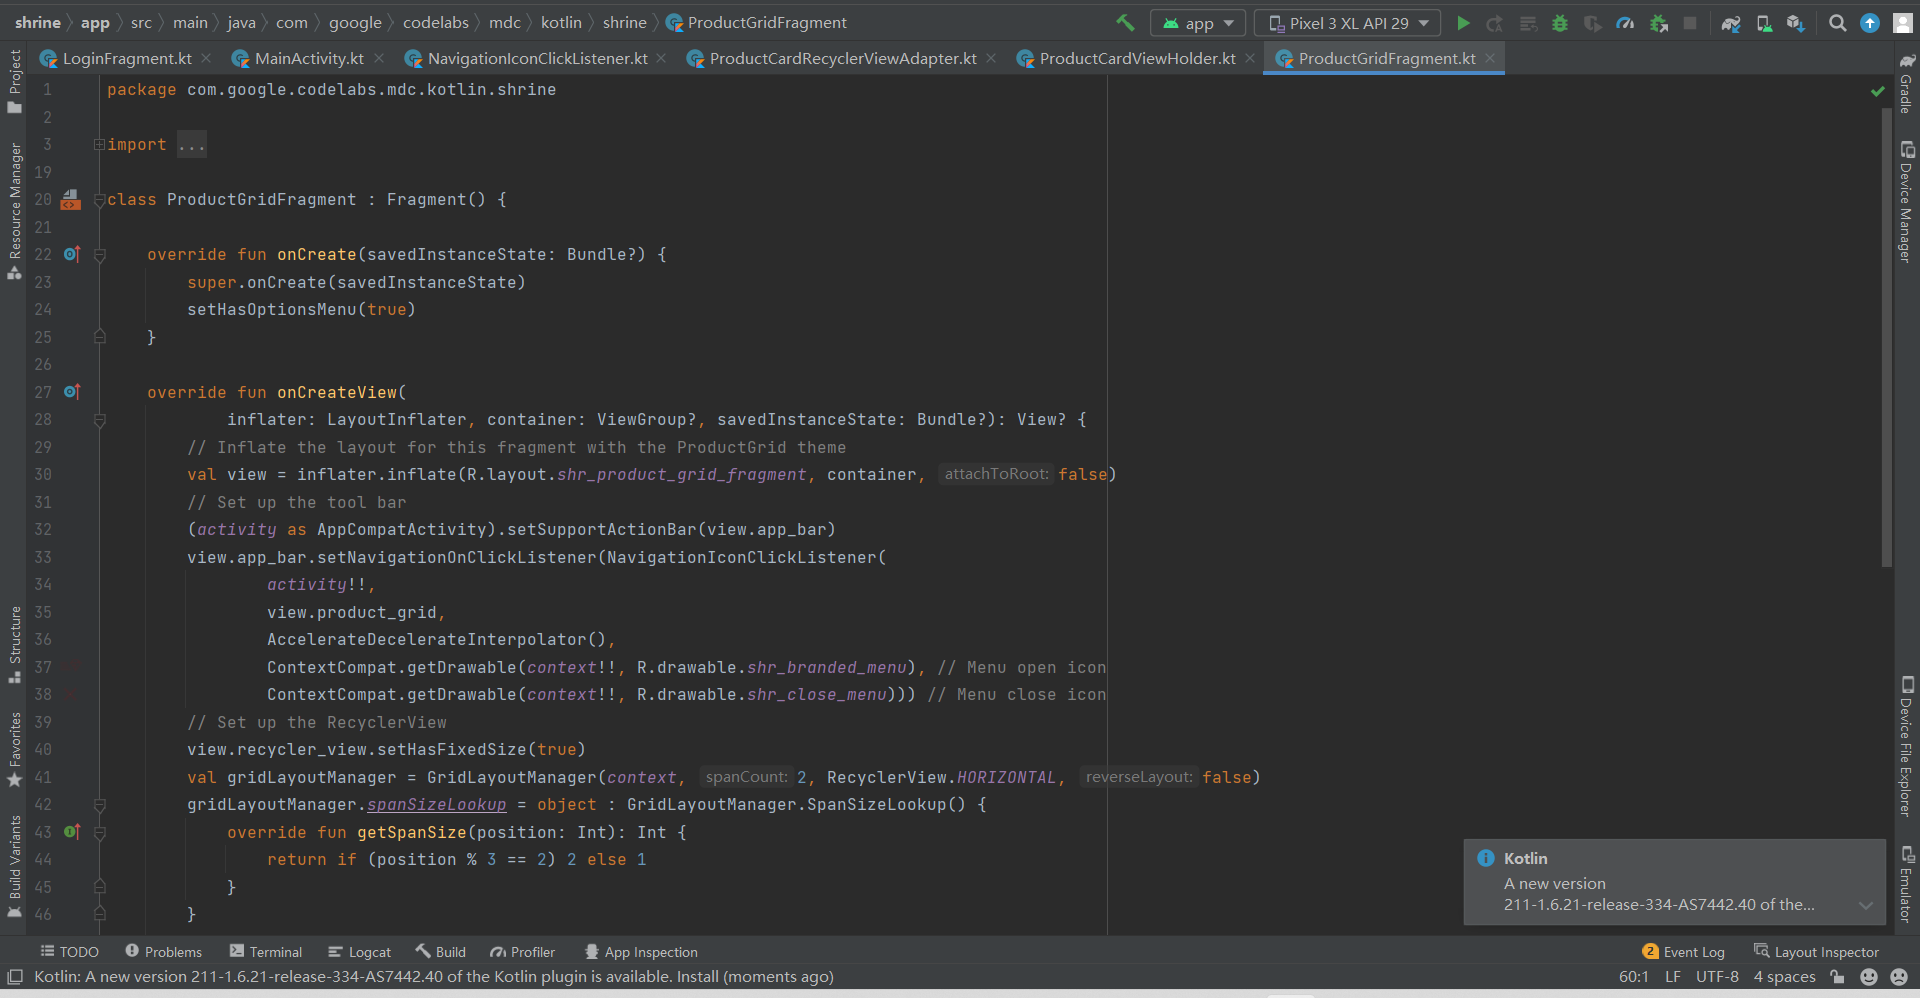 shrine app src main java com google codelabs mdc kotlin shrine ProductGridFragment app Pixel 3 XL API 29
LoginFragment.kt MainActivity.kt NavigationIconClickListener.kt ProductCardRecyclerViewAdapter.kt ProductCardViewHolder.kt ProductGridFragment.kt
Project
Resource Manager
Structure
Favorites
Build Variants
1 package com.google.codelabs.mdc.kotlin.shrine
2
3 import ...
19
20 class ProductGridFragment : Fragment() {
21
22 override fun onCreate(savedInstanceState: Bundle?) {
23 super.onCreate(savedInstanceState)
24 setHasOptionsMenu(true)
25 }
26
27 override fun onCreateView(
28 inflater: LayoutInflater, container: ViewGroup?, savedInstanceState: Bundle?): View? {
29 // Inflate the layout for this fragment with the ProductGrid theme
30 val view = inflater.inflate(R.layout.shr_product_grid_fragment, container, attachToRoot: false)
31 // Set up the tool bar
32 (activity as AppCompatActivity).setSupportActionBar(view.app_bar)
33 view.app_bar.setNavigationOnClickListener(NavigationIconClickListener(
34 activity!!,
35 view.product_grid,
36 AccelerateDecelerateInterpolator(),
37 ContextCompat.getDrawable(context!!, R.drawable.shr_branded_menu), // Menu open icon
38 ContextCompat.getDrawable(context!!, R.drawable.shr_close_menu))) // Menu close icon
39 // Set up the RecyclerView
40 view.recycler_view.setHasFixedSize(true)
41 val gridLayoutManager = GridLayoutManager(context, spanCount: 2, RecyclerView.HORIZONTAL, reverseLayout: false)
42 gridLayoutManager.spanSizeLookup = object : GridLayoutManager.SpanSizeLookup() {
43 override fun getSpanSize(position: Int): Int {
44 return if (position % 3 == 2) 2 else 1
45 }
46 }
Gradle
Device Manager
Device File Explorer
Emulator
Kotlin
A new version
211-1.6.21-release-334-AS7442.40 of the...
TODO Problems Terminal Logcat Build Profiler App Inspection 2 Event Log Layout Inspector
Kotlin: A new version 211-1.6.21-release-334-AS7442.40 of the Kotlin plugin is available. Install (moments ago) 60:1 LF UTF-8 4 spaces